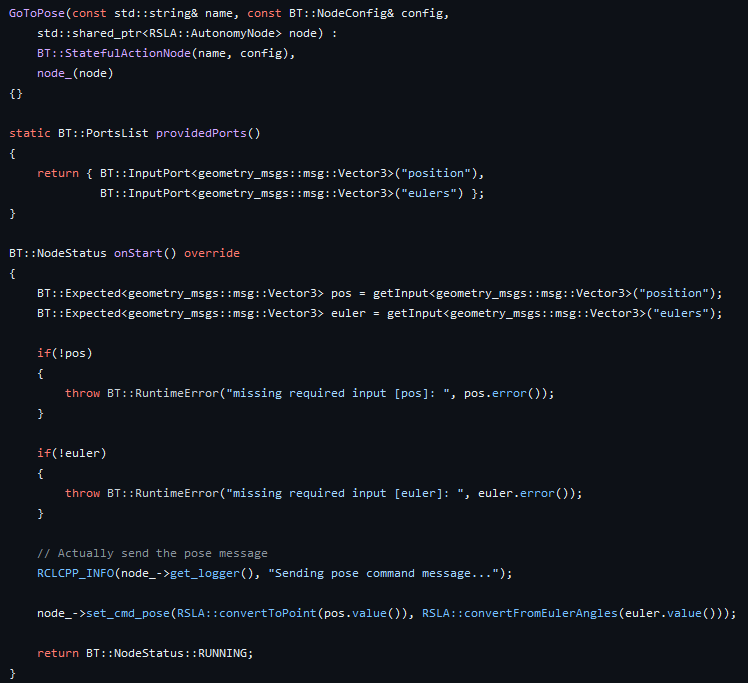 GoToPose(const std::string& name, const BT::NodeConfig& config,
    std::shared_ptr<RSLA::AutonomyNode> node) :
    BT::StatefulActionNode(name, config),
    node_(node)
{}

static BT::PortsList providedPorts()
{
    return { BT::InputPort<geometry_msgs::msg::Vector3>("position"),
             BT::InputPort<geometry_msgs::msg::Vector3>("eulers") };
}

BT::NodeStatus onStart() override
{
    BT::Expected<geometry_msgs::msg::Vector3> pos = getInput<geometry_msgs::msg::Vector3>("position");
    BT::Expected<geometry_msgs::msg::Vector3> euler = getInput<geometry_msgs::msg::Vector3>("eulers");

    if(!pos)
    {
        throw BT::RuntimeError("missing required input [pos]: ", pos.error());
    }

    if(!euler)
    {
        throw BT::RuntimeError("missing required input [euler]: ", euler.error());
    }

    // Actually send the pose message
    RCLCPP_INFO(node_->get_logger(), "Sending pose command message...");

    node_->set_cmd_pose(RSLA::convertToPoint(pos.value()), RSLA::convertFromEulerAngles(euler.value()));

    return BT::NodeStatus::RUNNING;
}